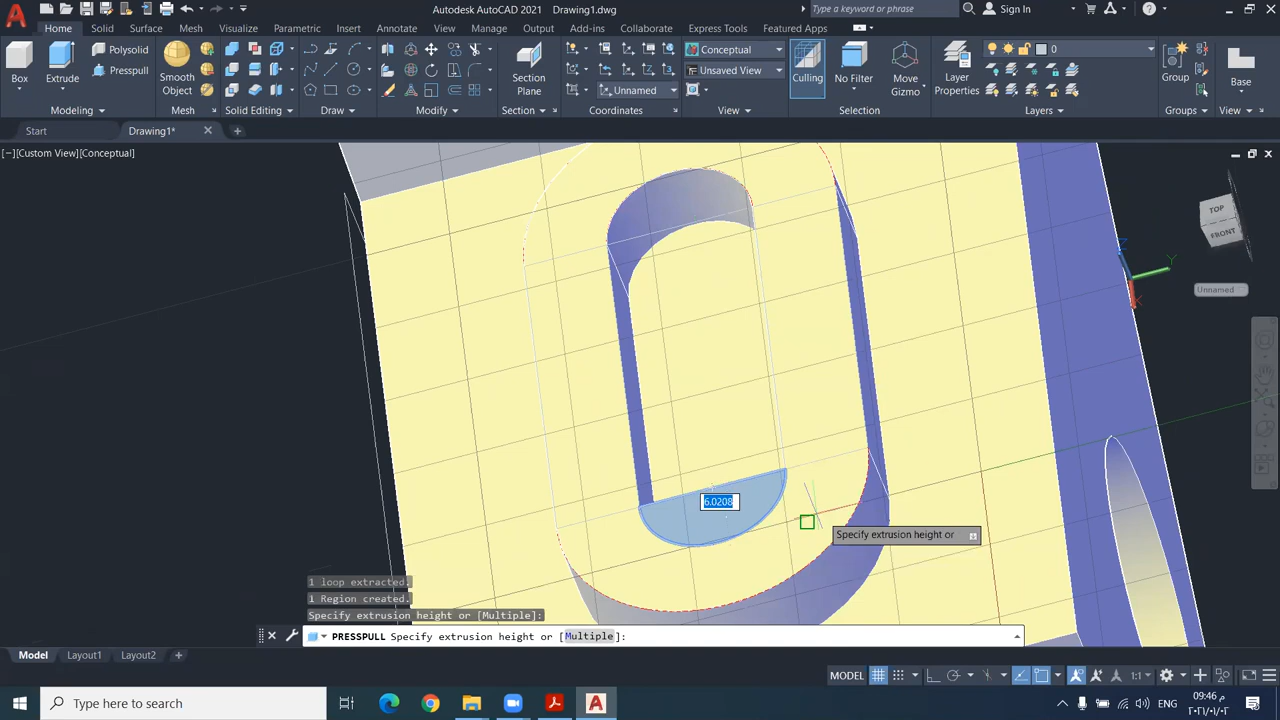 Autodesk AutoCAD 2021 Drawing1.dwg
Type a keyword or phrase
Sign In
Home Solid Surface Mesh Visualize Parametric Insert Annotate View Manage Output Add-ins Collaborate Express Tools Featured Apps
Box
Extrude
Polysolid
Presspull
Smooth Object
Conceptual
Unsaved View
Unnamed
Section Plane
Culling
No Filter
Move Gizmo
Layer Properties
0
Group
Base
Modeling Mesh Solid Editing Draw Modify Section Coordinates View Selection Layers Groups View
Start
Drawing1*
[−][Custom View][Conceptual]
TOP
FRONT
Z
Y
X
Unnamed
6.0208
Specify extrusion height or
1 loop extracted.
1 Region created.
Specify extrusion height or [Multiple]:
PRESSPULL Specify extrusion height or [Multiple]:
Model Layout1 Layout2
MODEL
1:1
Type here to search
ENG
09:46 م